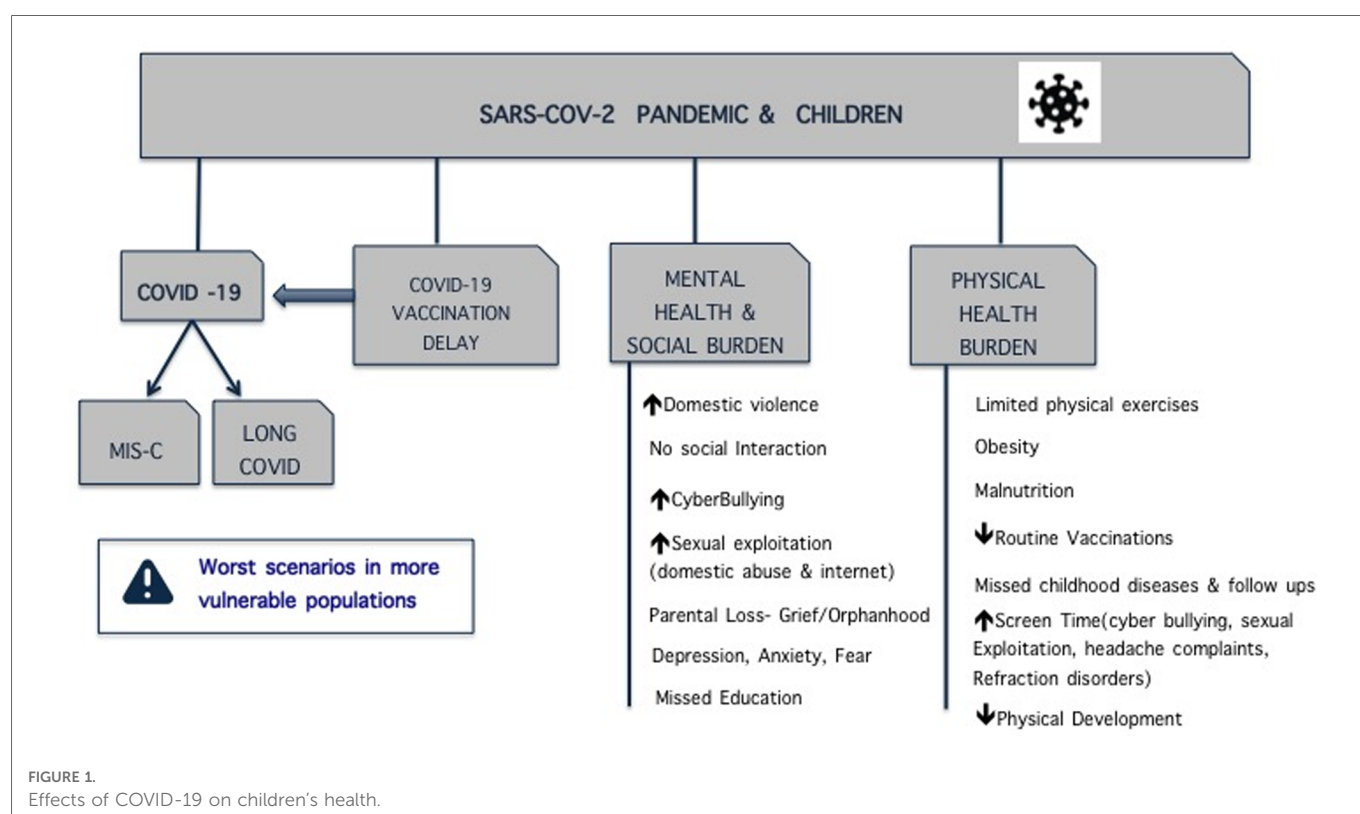 SARS-COV-2 PANDEMIC & CHILDREN
COVID -19
COVID-19
VACCINATION
DELAY
MENTAL
HEALTH &
SOCIAL BURDEN
PHYSICAL
HEALTH
BURDEN
MIS-C
LONG
COVID
Worst scenarios in more
vulnerable populations
↑Domestic violence
No social Interaction
↑CyberBullying
↑Sexual exploitation
(domestic abuse & internet)
Parental Loss- Grief/Orphanhood
Depression, Anxiety, Fear
Missed Education
Limited physical exercises
Obesity
Malnutrition
↓Routine Vaccinations
Missed childhood diseases & follow ups
↑Screen Time(cyber bullying, sexual
Exploitation, headache complaints,
Refraction disorders)
↓Physical Development
FIGURE 1.
Effects of COVID-19 on children's health.